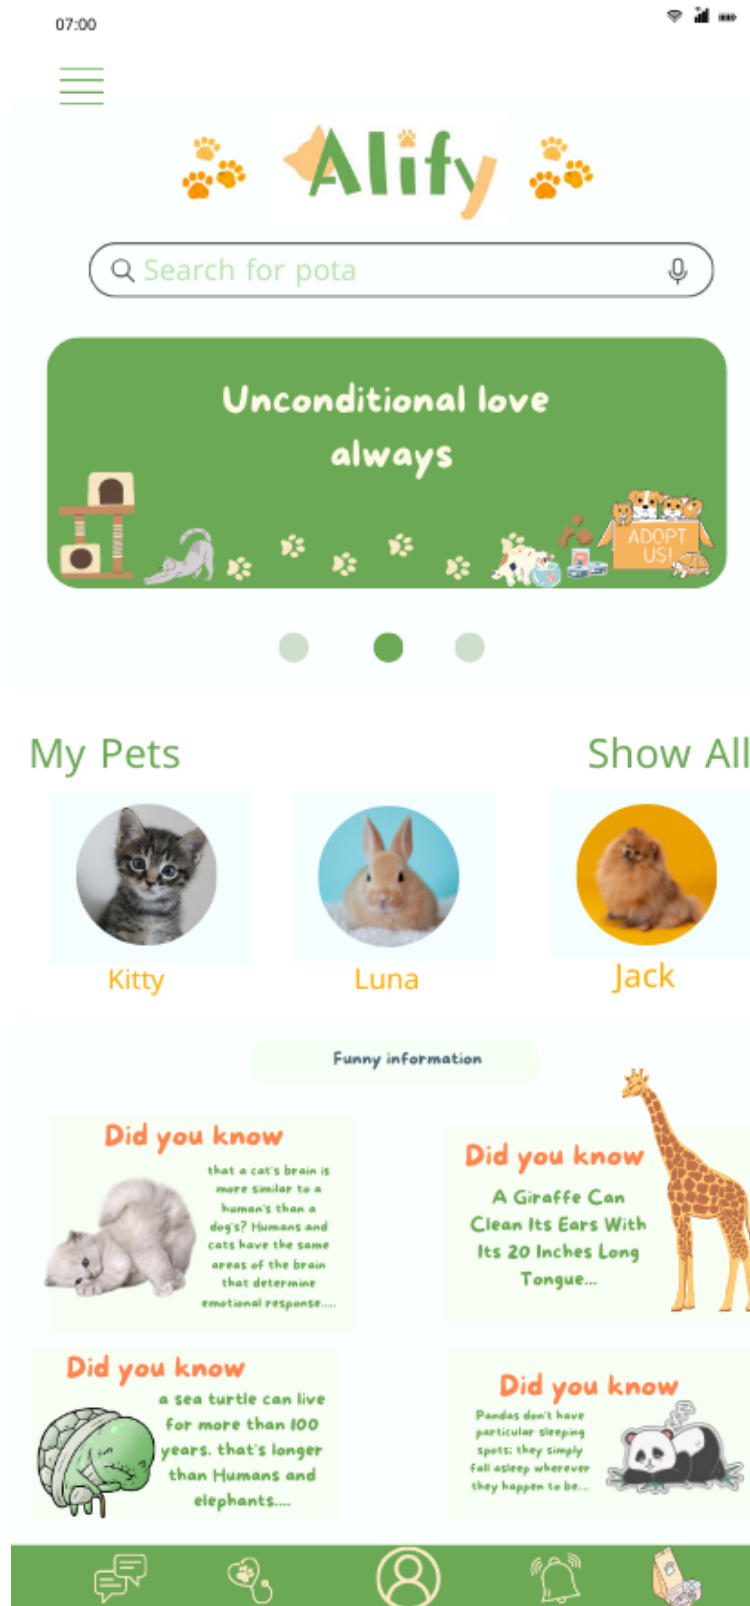 07:00
Alify
Search for pota
Unconditional love
always
ADOPT
US!
My Pets
Show All
Kitty
Luna
Jack
Funny information
Did you know
that a cat's brain is
more similar to a
human's than a
dog's? Humans and
cats have the same
areas of the brain
that determine
emotional response....
Did you know
A Giraffe Can
Clean Its Ears With
Its 20 Inches Long
Tongue...
Did you know
a sea turtle can live
for more than 100
years. that's longer
than Humans and
elephants....
Did you know
Pandas don't have
particular sleeping
spots; they simply
fall asleep wherever
they happen to be...